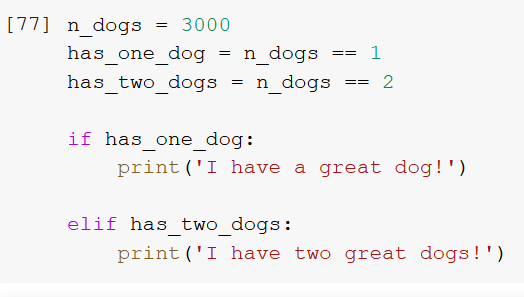 [77] n_dogs = 3000
has_one_dog = n_dogs == 1
has_two_dogs = n_dogs == 2
if has_one_dog:
print('I have a great dog!')
elif has_two_dogs:
print('I have two great dogs!')